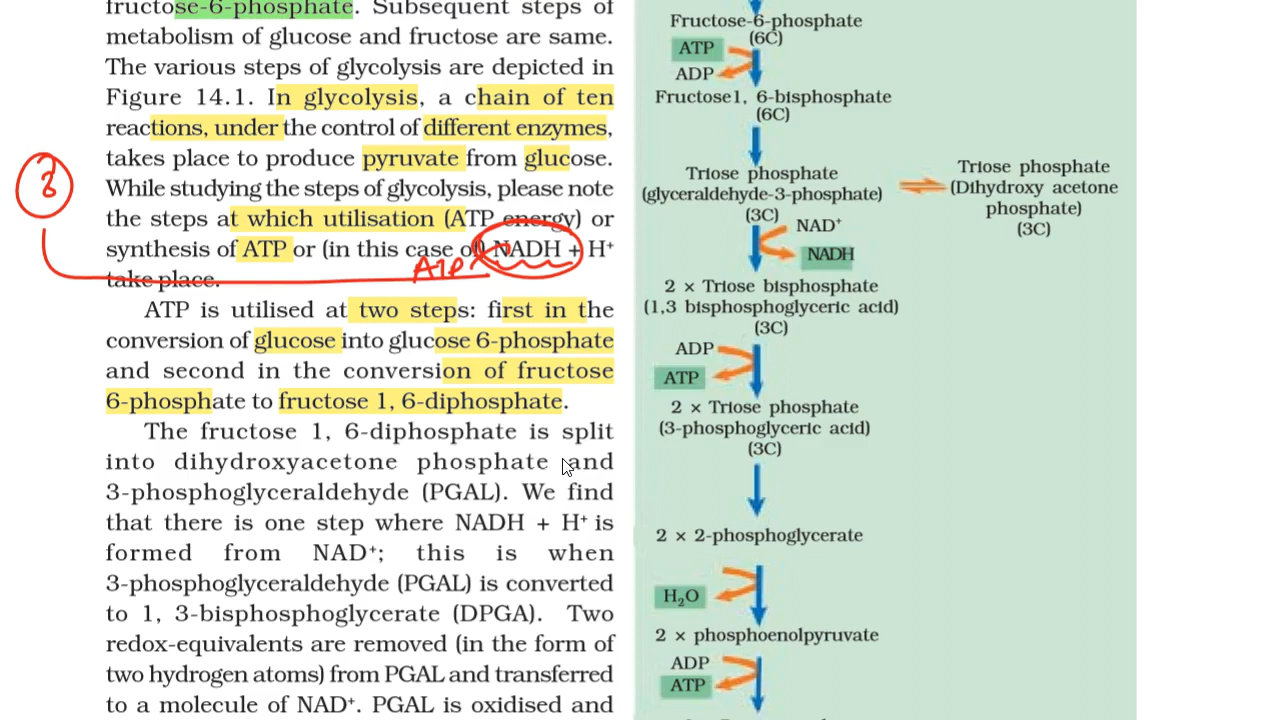 fructose-6-phosphate. Subsequent steps of
metabolism of glucose and fructose are same.
The various steps of glycolysis are depicted in
Figure 14.1. In glycolysis, a chain of ten
reactions, under the control of different enzymes,
takes place to produce pyruvate from glucose.
While studying the steps of glycolysis, please note
the steps at which utilisation (ATP energy) or
synthesis of ATP or (in this case of) NADH + H⁺
take place.
ATP
ATP is utilised at two steps: first in the
conversion of glucose into glucose 6-phosphate
and second in the conversion of fructose
6-phosphate to fructose 1, 6-diphosphate.
The fructose 1, 6-diphosphate is split
into dihydroxyacetone phosphate and
3-phosphoglyceraldehyde (PGAL). We find
that there is one step where NADH + H⁺ is
formed from NAD⁺; this is when
3-phosphoglyceraldehyde (PGAL) is converted
to 1, 3-bisphosphoglycerate (DPGA). Two
redox-equivalents are removed (in the form of
two hydrogen atoms) from PGAL and transferred
to a molecule of NAD⁺. PGAL is oxidised and
Fructose-6-phosphate
(6C)
ATP
ADP
Fructose1, 6-bisphosphate
(6C)
Triose phosphate
(glyceraldehyde-3-phosphate)
(3C)
Triose phosphate
(Dihydroxy acetone
phosphate)
(3C)
NAD⁺
NADH
2 × Triose bisphosphate
(1,3 bisphosphoglyceric acid)
(3C)
ADP
ATP
2 × Triose phosphate
(3-phosphoglyceric acid)
(3C)
2 × 2-phosphoglycerate
H₂O
2 × phosphoenolpyruvate
ADP
ATP